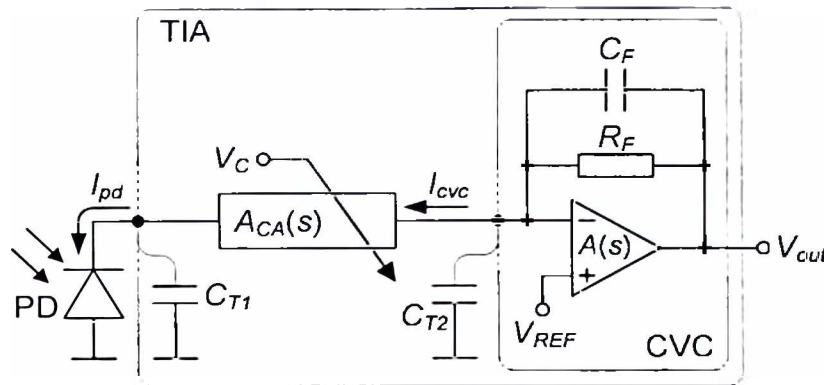 TIA
C_F
R_F
V_C
I_pd
I_cvc
A_CA(s)
−
A(s)
+
V_out
PD
C_T1
C_T2
V_REF
CVC